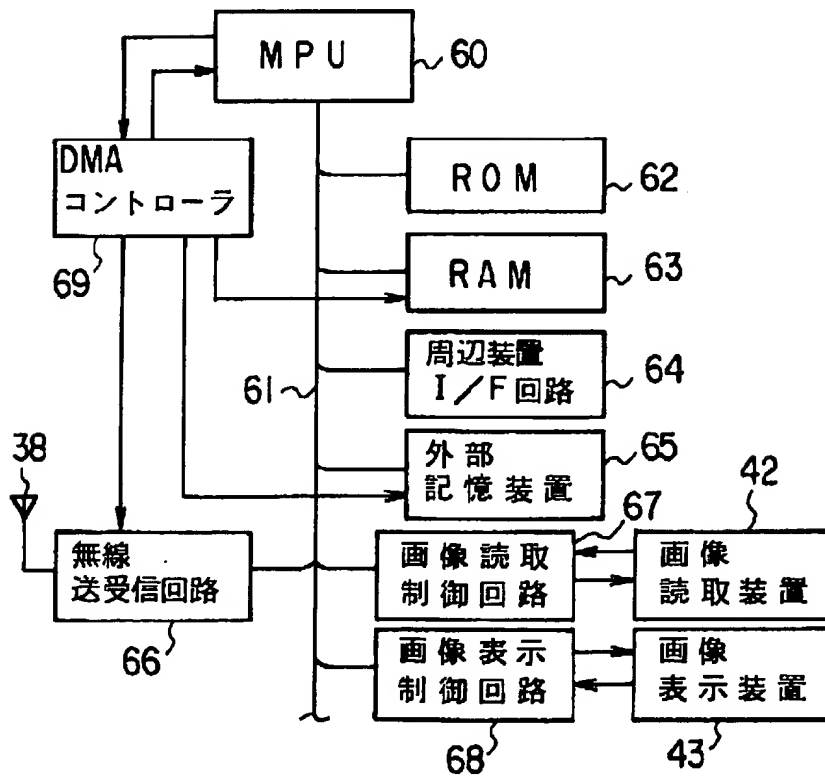 MPU
60
DMA
コントローラ
69
ROM
62
RAM
63
61
周辺装置
I/F回路
64
外部
記憶装置
65
38
無線
送受信回路
66
画像読取
制御回路
67
画像
読取装置
42
画像表示
制御回路
68
画像
表示装置
43